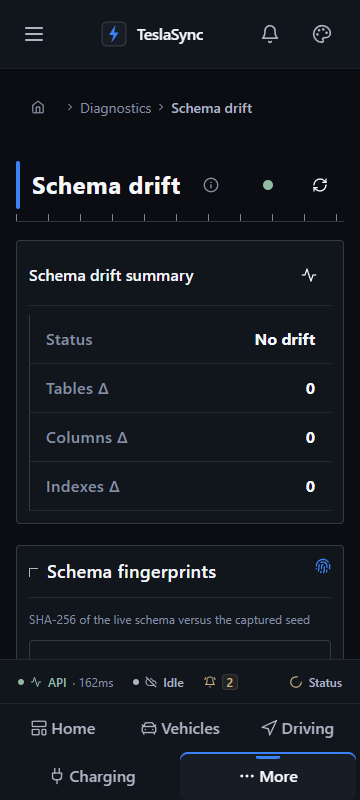 TeslaSync
Diagnostics Schema drift
Schema drift
Schema drift summary
Status No drift
Tables Δ 0
Columns Δ 0
Indexes Δ 0
Schema fingerprints
SHA-256 of the live schema versus the captured seed
API · 162ms Idle 2 Status
Home Vehicles Driving
Charging More